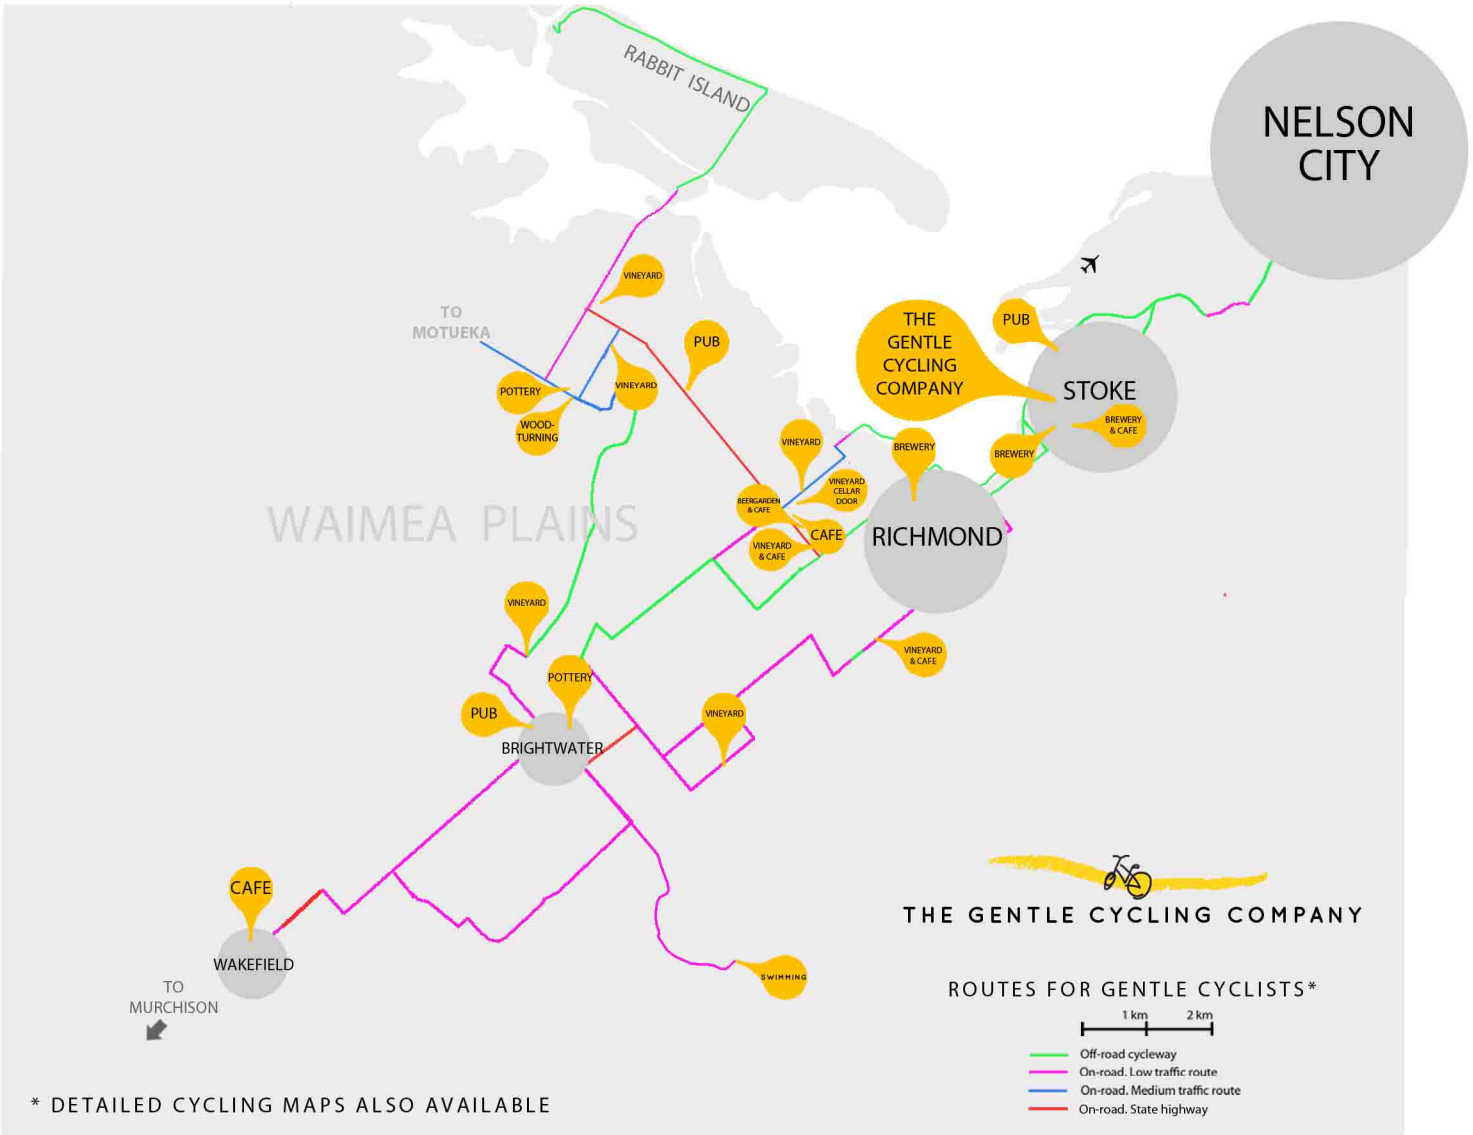 RABBIT ISLAND
NELSON
CITY
VINEYARD
TO
MOTUEKA
PUB
THE
GENTLE
CYCLING
COMPANY
PUB
STOKE
POTTERY
VINEYARD
WOOD-
TURNING
BREWERY
& CAFE
VINEYARD
BREWERY
BREWERY
VINEYARD
CELLAR
DOOR
BEERGARDEN
& CAFE
WAIMEA PLAINS
CAFE
RICHMOND
VINEYARD
& CAFE
VINEYARD
VINEYARD
& CAFE
POTTERY
PUB
VINEYARD
BRIGHTWATER
CAFE
WAKEFIELD
SWIMMING
TO
MURCHISON
THE GENTLE CYCLING COMPANY
ROUTES FOR GENTLE CYCLISTS*
1 km 2 km
Off-road cycleway
On-road. Low traffic route
On-road. Medium traffic route
On-road. State highway
* DETAILED CYCLING MAPS ALSO AVAILABLE